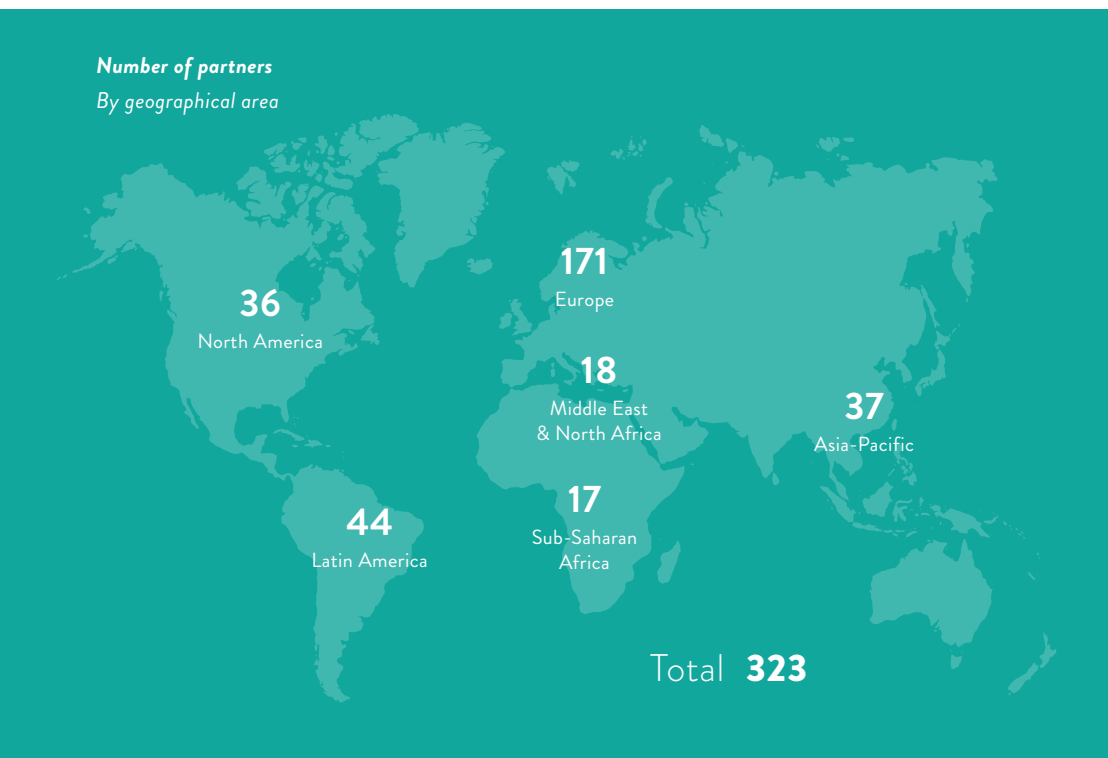 Number of partners
By geographical area
171
Europe
36
North America
18
Middle East
& North Africa
37
Asia-Pacific
17
Sub-Saharan
Africa
44
Latin America
Total 323